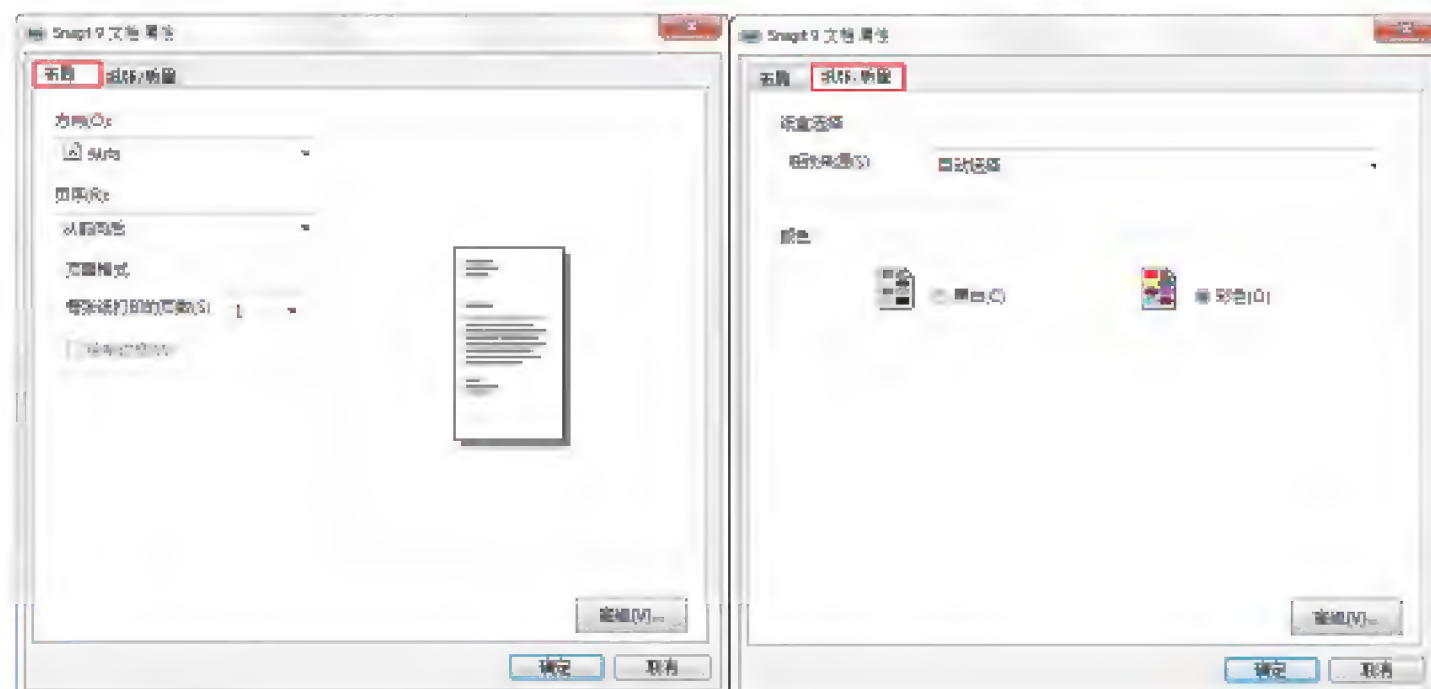 Snagit 9 文档 属性
布局 纸张/质量
方向(O):
Auto
页序(R):
从前向后
页面格式
每张纸打印的页数(S) 1
高级(V)...
确定 取消
Snagit 9 文档 属性
布局 纸张/质量
纸盒选择
纸张来源(S) 自动选择
颜色
黑白(C) 彩色(O)
高级(V)...
确定 取消